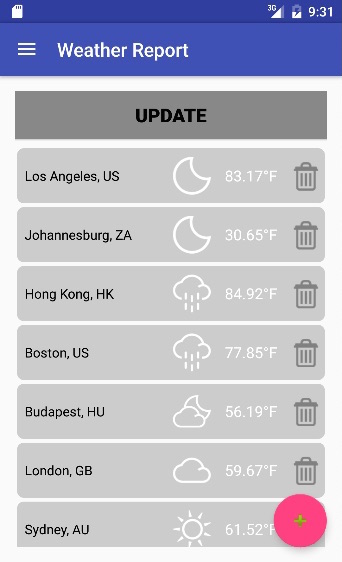 3G 9:31
Weather Report
UPDATE
Los Angeles, US 83.17°F
Johannesburg, ZA 30.65°F
Hong Kong, HK 84.92°F
Boston, US 77.85°F
Budapest, HU 56.19°F
London, GB 59.67°F
Sydney, AU 61.52°F
+